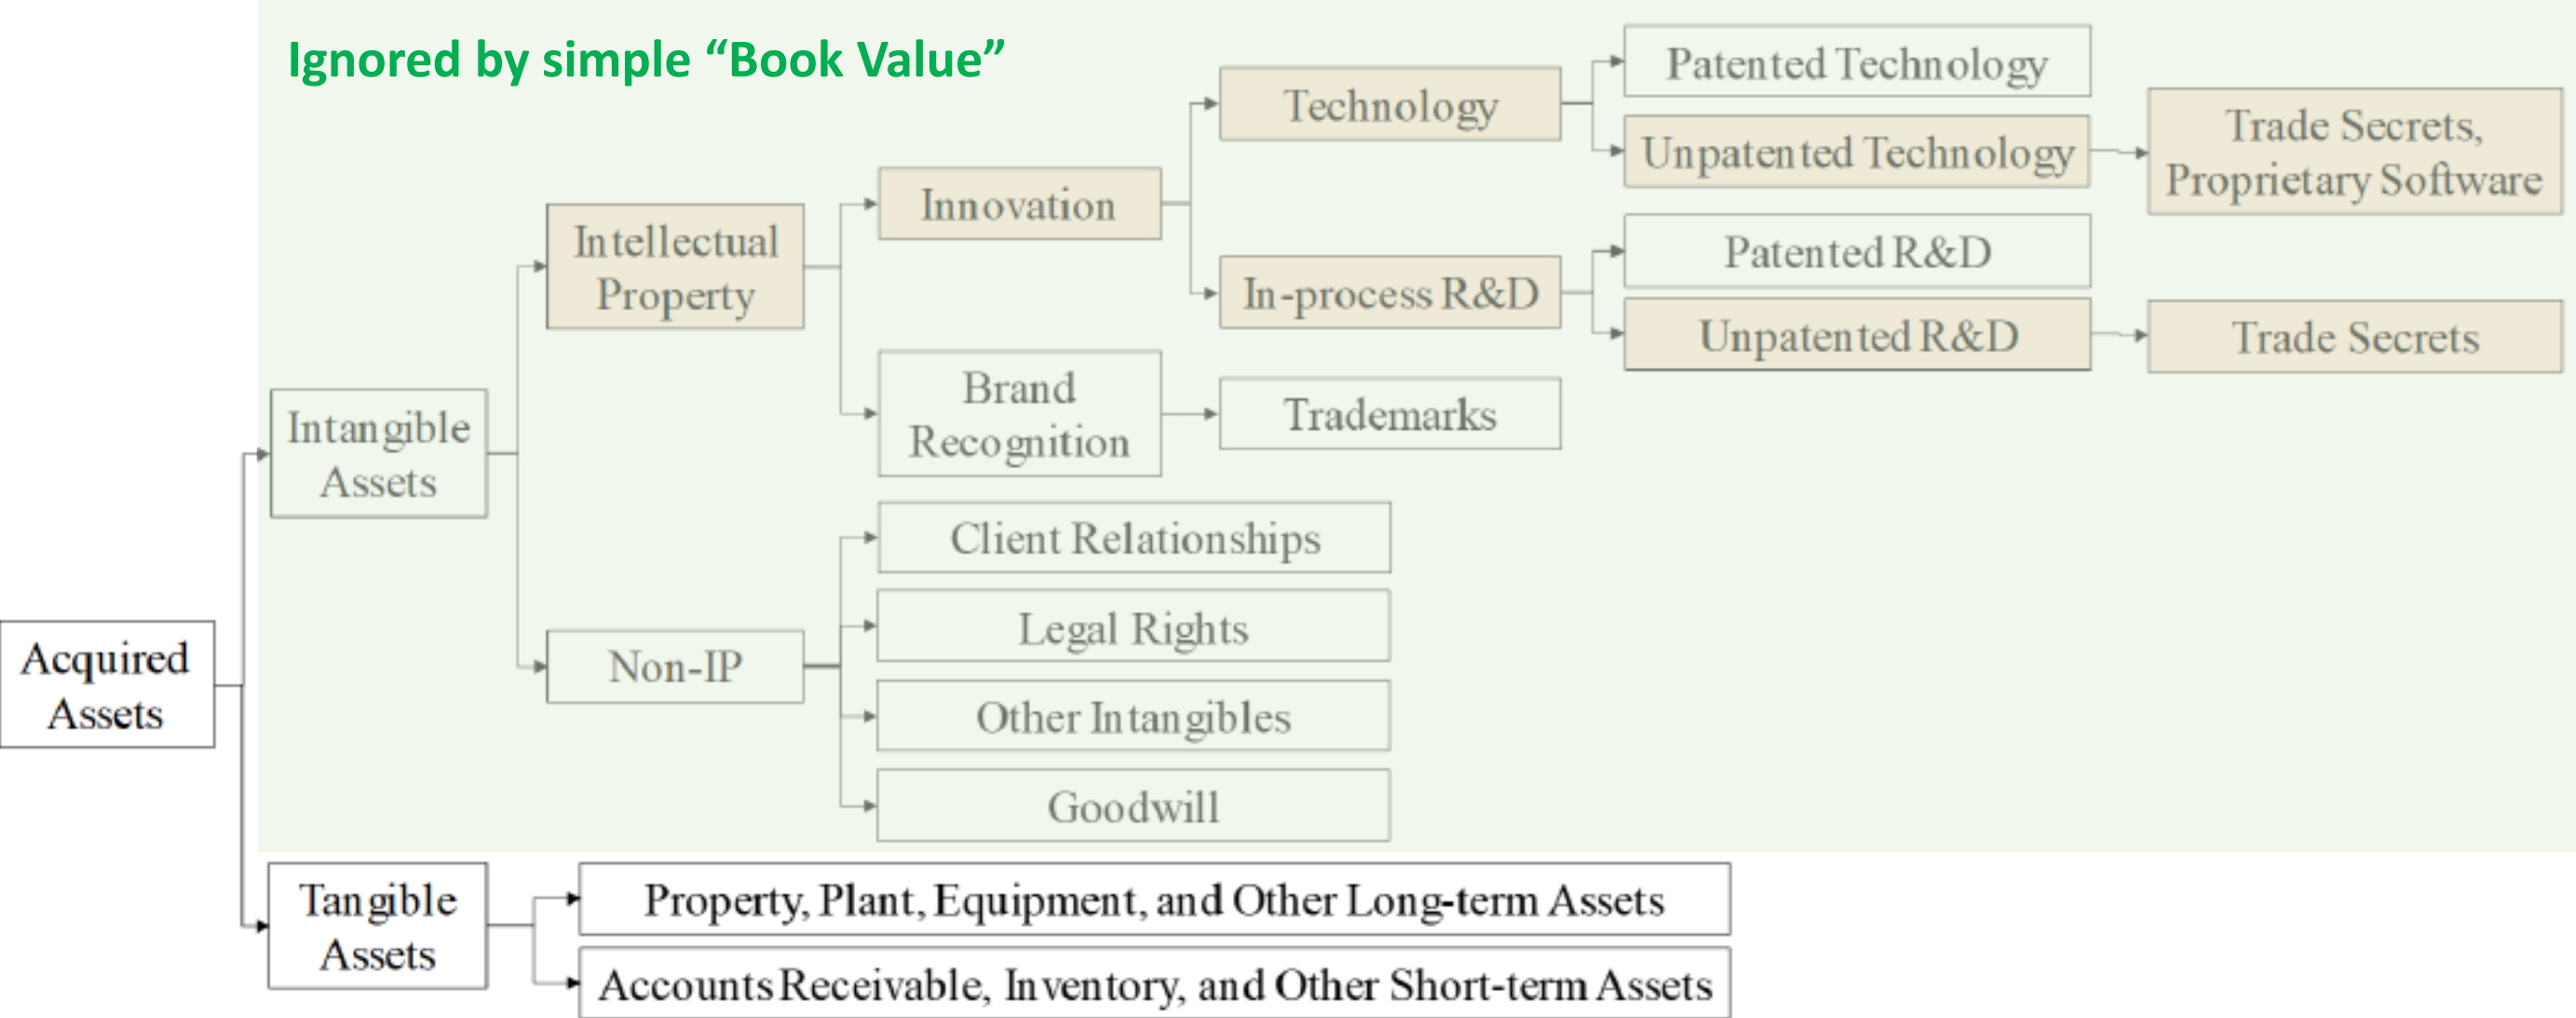 Ignored by simple “Book Value”
Patented Technology
Technology
Trade Secrets,
Proprietary Software
Unpatented Technology
Innovation
Intellectual
Property
Patented R&D
In-process R&D
Unpatented R&D
Trade Secrets
Brand
Recognition
Trademarks
Intangible
Assets
Client Relationships
Legal Rights
Non-IP
Acquired
Assets
Other Intangibles
Goodwill
Tangible
Assets
Property, Plant, Equipment, and Other Long-term Assets
Accounts Receivable, Inventory, and Other Short-term Assets